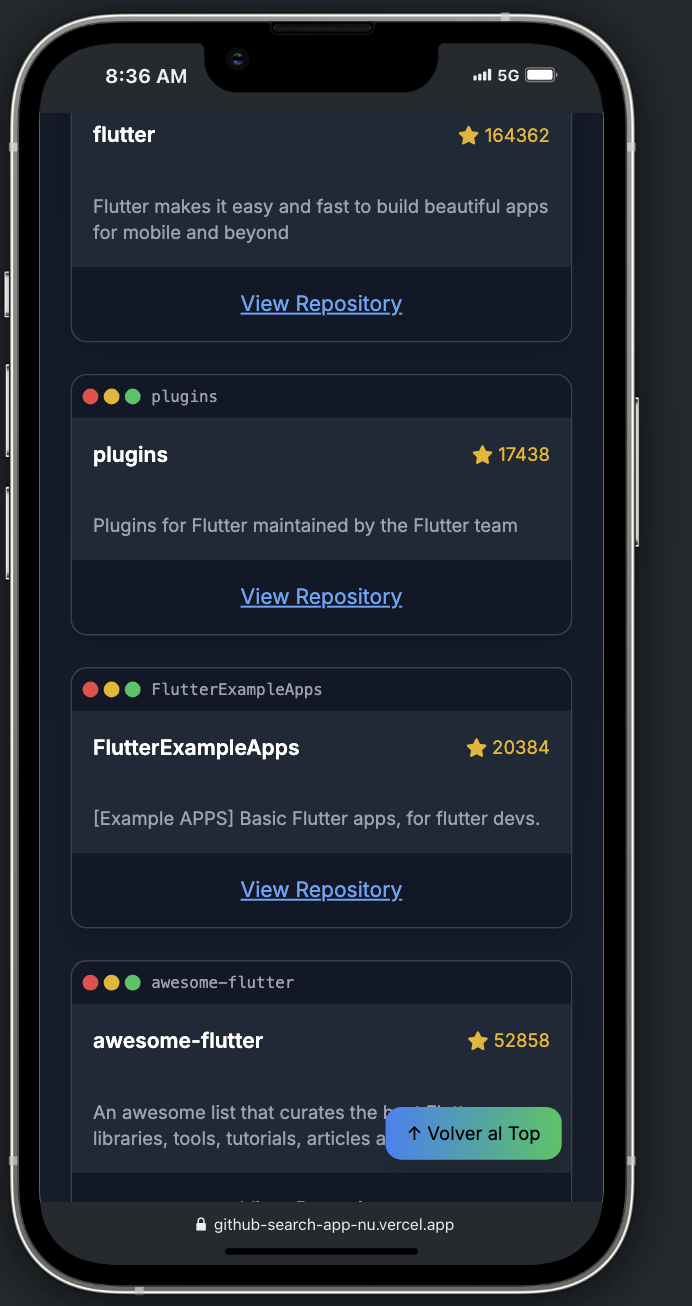 8:36 AM
5G
flutter
164362
Flutter makes it easy and fast to build beautiful apps
for mobile and beyond
View Repository
plugins
plugins
17438
Plugins for Flutter maintained by the Flutter team
View Repository
FlutterExampleApps
FlutterExampleApps
20384
[Example APPS] Basic Flutter apps, for flutter devs.
View Repository
awesome-flutter
awesome-flutter
52858
An awesome list that curates the
libraries, tools, tutorials, articles
↑ Volver al Top
github-search-app-nu.vercel.app